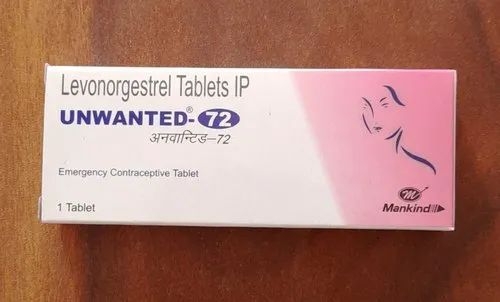 Levonorgestrel Tablets IP
UNWANTED®-72
अनवान्टिड-72
Emergency Contraceptive Tablet
1 Tablet
m
Mankind